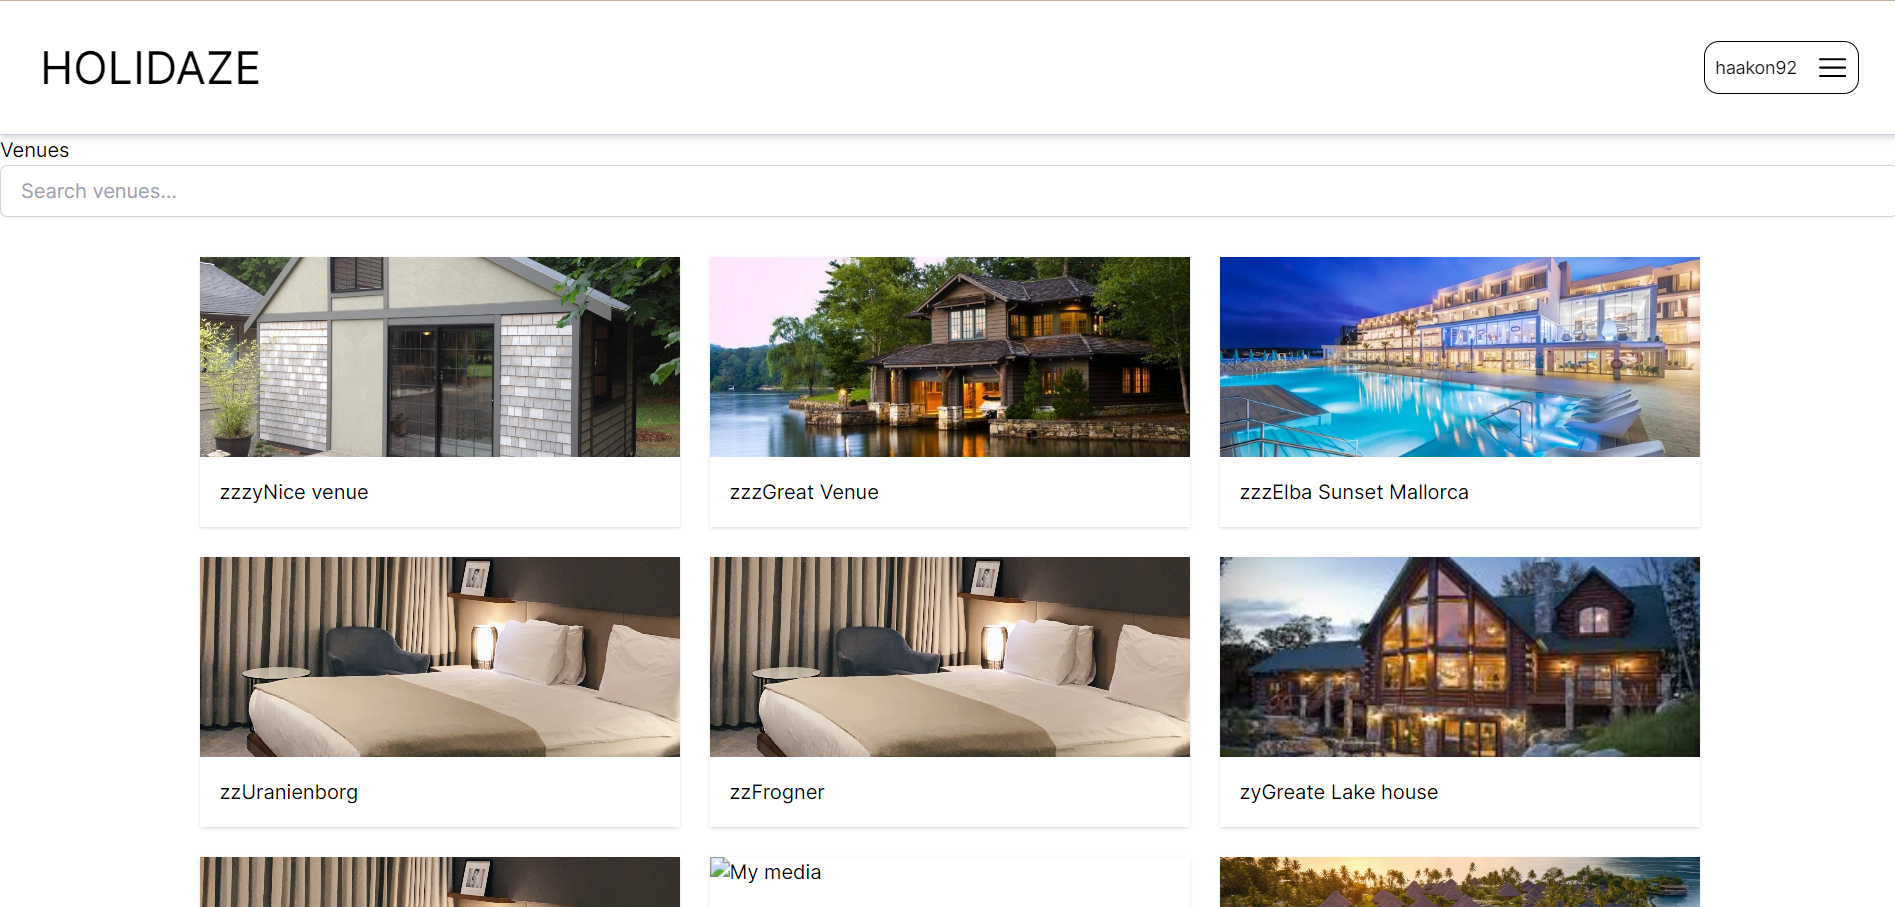 HOLIDAZE
haakon92
Venues
Search venues...
zzzyNice venue
zzzGreat Venue
zzzElba Sunset Mallorca
zzUranienborg
zzFrogner
zyGreate Lake house
My media